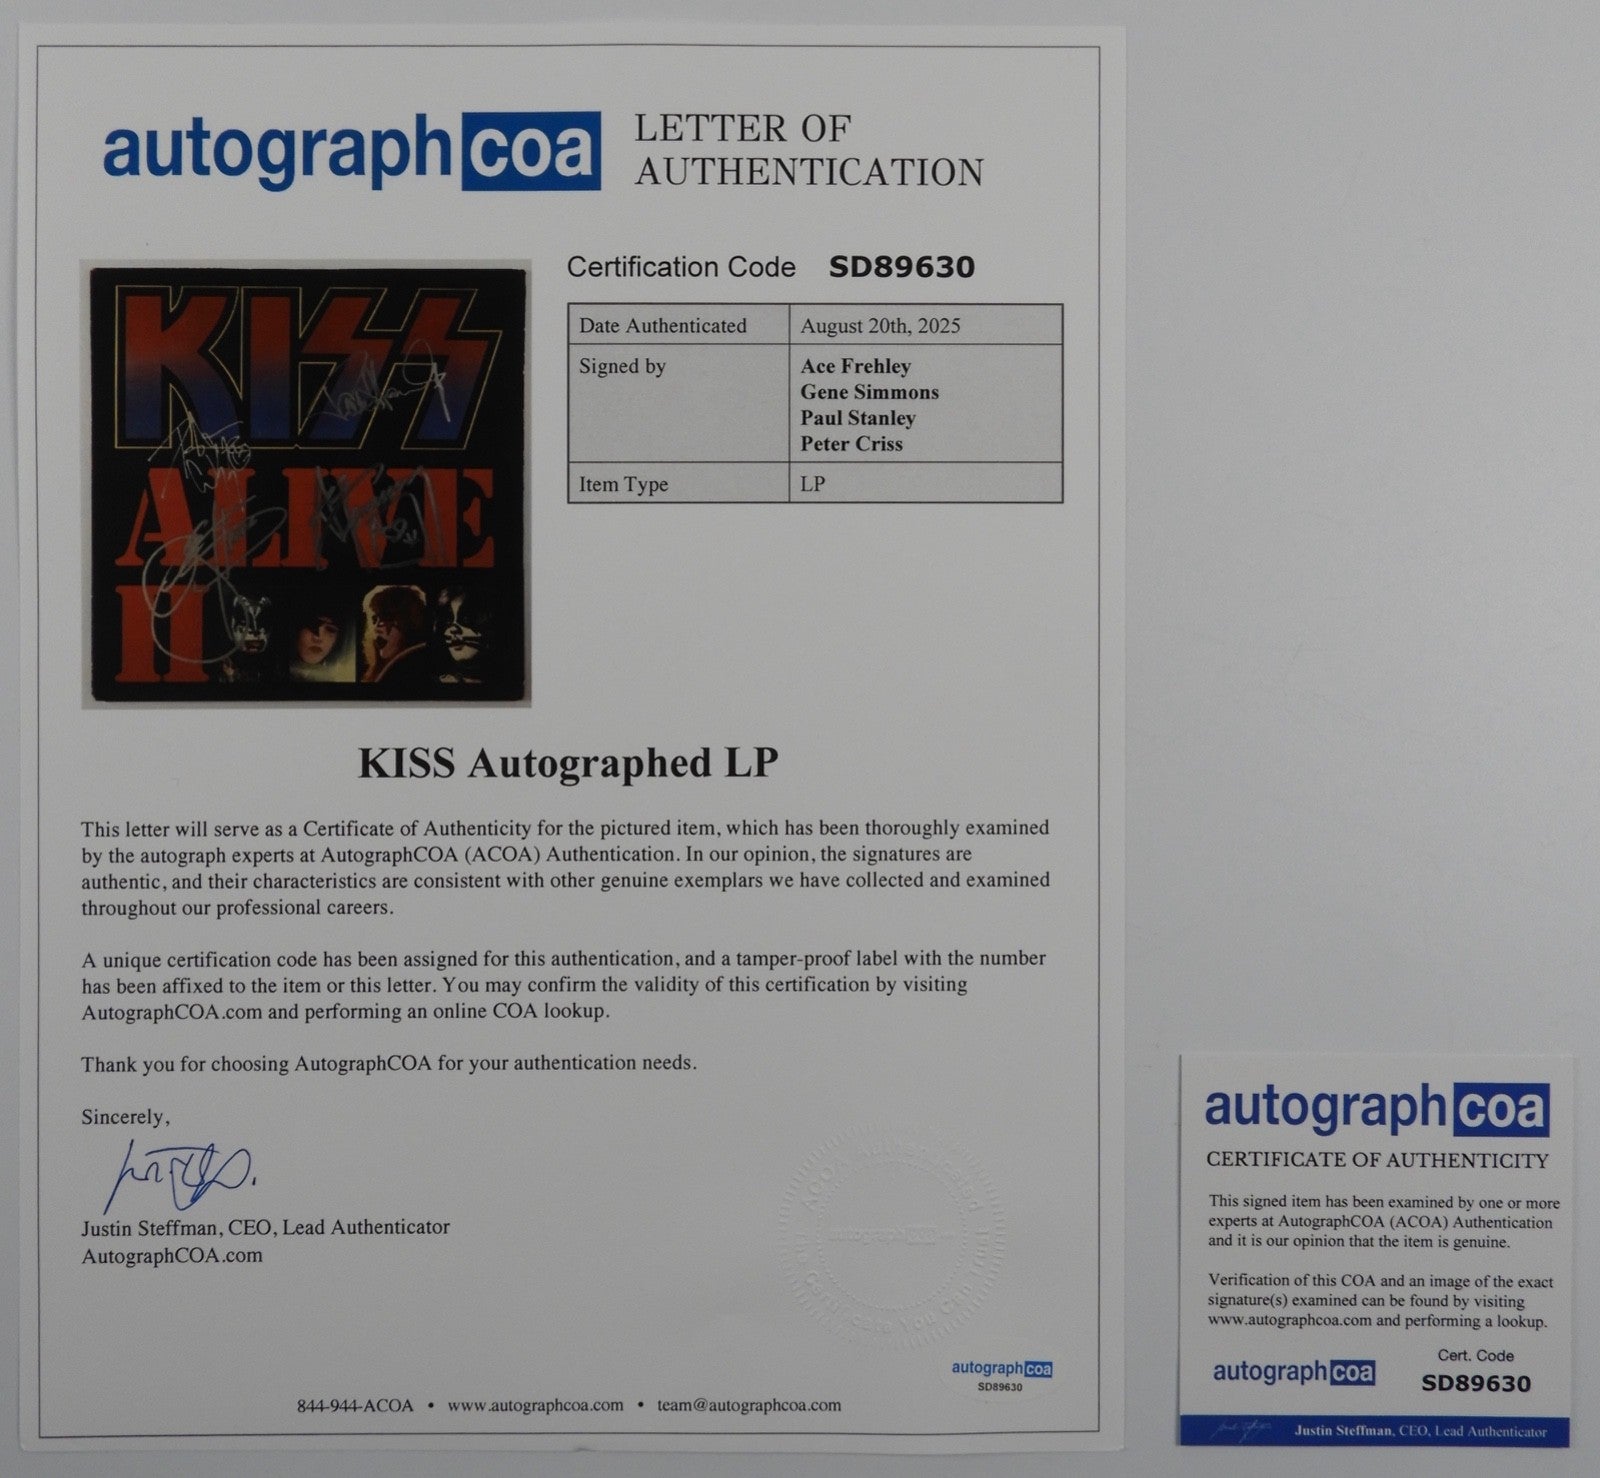 autographcoa
LETTER OF
AUTHENTICATION
Certification Code SD89630
Date Authenticated August 20th, 2025
Signed by Ace Frehley
Gene Simmons
Paul Stanley
Peter Criss
Item Type LP
KISS
ALIVE
II
KISS Autographed LP
This letter will serve as a Certificate of Authenticity for the pictured item, which has been thoroughly examined
by the autograph experts at AutographCOA (ACOA) Authentication. In our opinion, the signatures are
authentic, and their characteristics are consistent with other genuine exemplars we have collected and examined
throughout our professional careers.
A unique certification code has been assigned for this authentication, and a tamper-proof label with the number
has been affixed to the item or this letter. You may confirm the validity of this certification by visiting
AutographCOA.com and performing an online COA lookup.
Thank you for choosing AutographCOA for your authentication needs.
Sincerely,
Justin Steffman, CEO, Lead Authenticator
AutographCOA.com
autographcoa
SD89630
844-944-ACOA • www.autographcoa.com • team@autographcoa.com
autographcoa
CERTIFICATE OF AUTHENTICITY
This signed item has been examined by one or more
experts at AutographCOA (ACOA) Authentication
and it is our opinion that the item is genuine.
Verification of this COA and an image of the exact
signature(s) examined can be found by visiting
www.autographcoa.com and performing a lookup.
autographcoa
Cert. Code
SD89630
Justin Steffman, CEO, Lead Authenticator